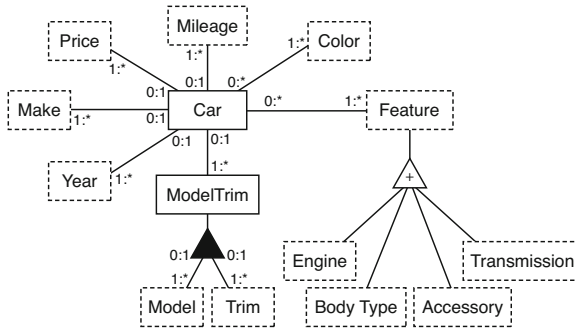 Mileage
Price
Color
1:*
1:*
1:*
0:1
0:1
0:*
Make
1:*
0:1
Car
0:*
1:*
Feature
0:1
0:1
Year
1:*
1:*
ModelTrim
+
0:1
0:1
1:*
1:*
Engine
Transmission
Model
Trim
Body Type
Accessory